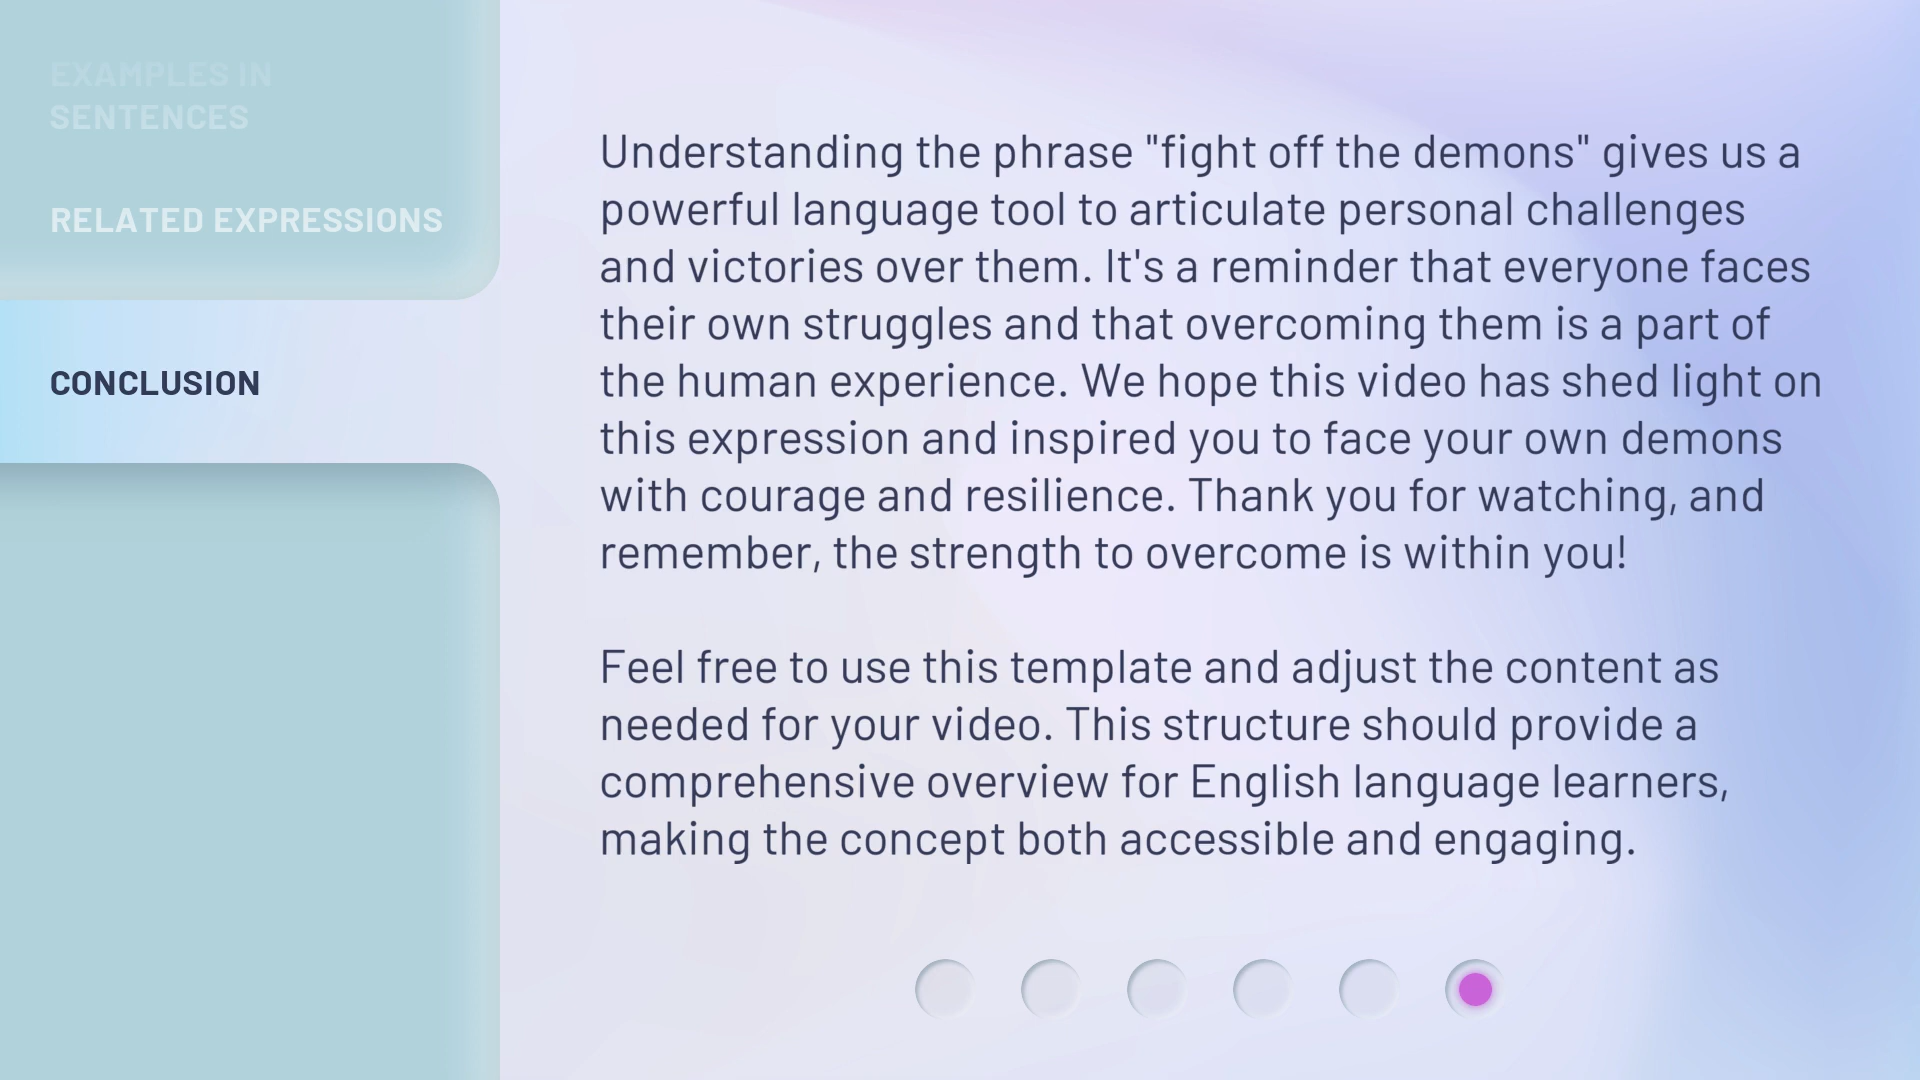 EXAMPLES IN
SENTENCES
RELATED EXPRESSIONS
CONCLUSION
Understanding the phrase "fight off the demons" gives us a
powerful language tool to articulate personal challenges
and victories over them. It's a reminder that everyone faces
their own struggles and that overcoming them is a part of
the human experience. We hope this video has shed light on
this expression and inspired you to face your own demons
with courage and resilience. Thank you for watching, and
remember, the strength to overcome is within you!
Feel free to use this template and adjust the content as
needed for your video. This structure should provide a
comprehensive overview for English language learners,
making the concept both accessible and engaging.